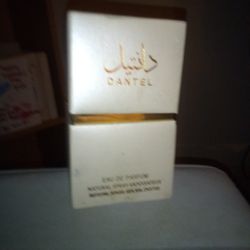 دانتيل
DANTEL
EAU DE PARFUM
NATURAL SPRAY VAPORISATEUR